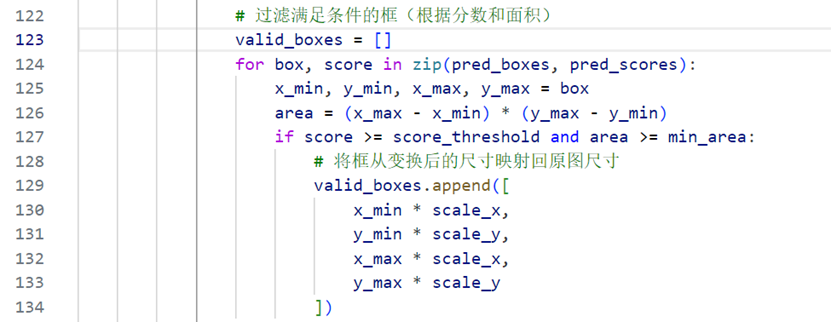 122 # 过滤满足条件的框（根据分数和面积）
123 valid_boxes = []
124 for box, score in zip(pred_boxes, pred_scores):
125 x_min, y_min, x_max, y_max = box
126 area = (x_max - x_min) * (y_max - y_min)
127 if score >= score_threshold and area >= min_area:
128 # 将框从变换后的尺寸映射回原图尺寸
129 valid_boxes.append([
130 x_min * scale_x,
131 y_min * scale_y,
132 x_max * scale_x,
133 y_max * scale_y
134 ])